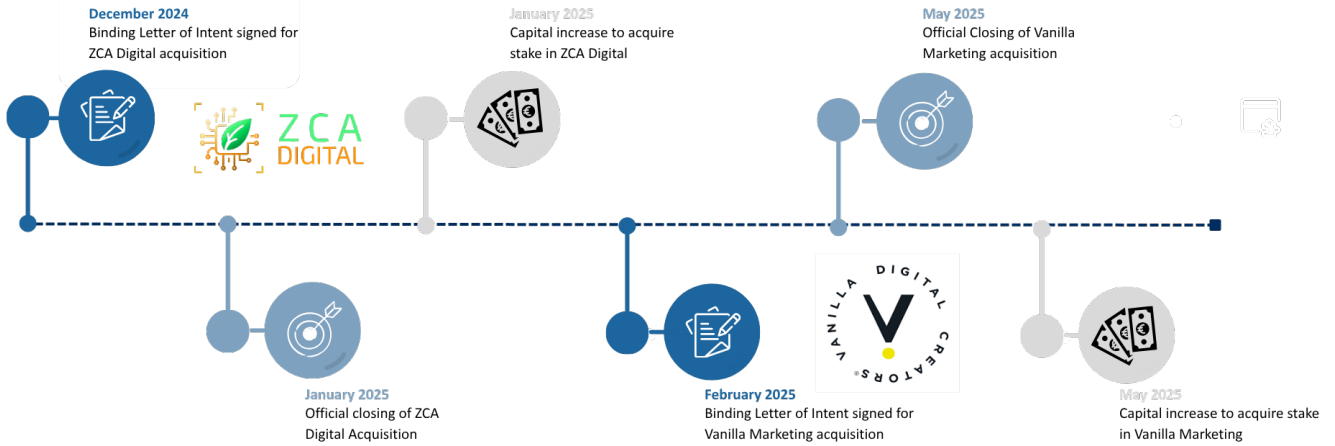 December 2024
Binding Letter of Intent signed for
ZCA Digital acquisition
January 2025
Capital increase to acquire
stake in ZCA Digital
May 2025
Official Closing of Vanilla
Marketing acquisition
ZCA
DIGITAL
VANILLA DIGITAL CREATORS®
V
January 2025
Official closing of ZCA
Digital Acquisition
February 2025
Binding Letter of Intent signed for
Vanilla Marketing acquisition
May 2025
Capital increase to acquire stake
in Vanilla Marketing